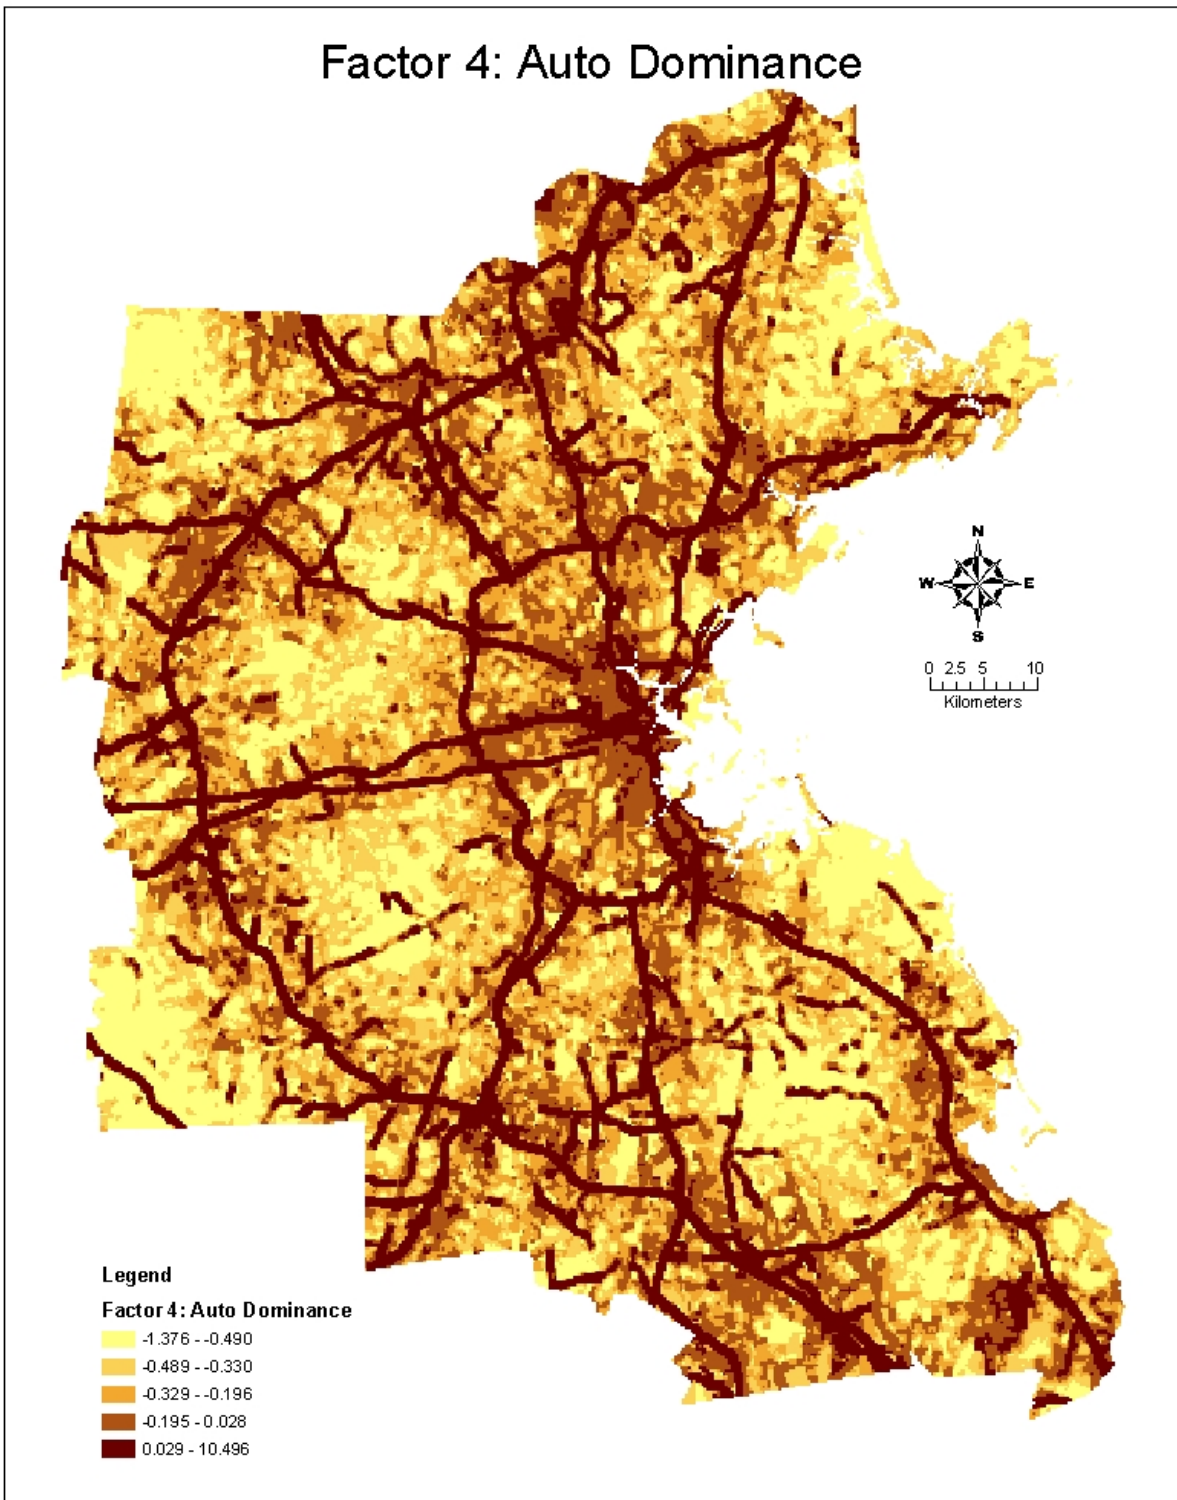 Factor 4: Auto Dominance
N
W E
S
0 2.5 5 10
Kilometers
Legend
Factor 4: Auto Dominance
-1.376 - -0.490
-0.489 - -0.330
-0.329 - -0.196
-0.195 - 0.028
0.029 - 10.496